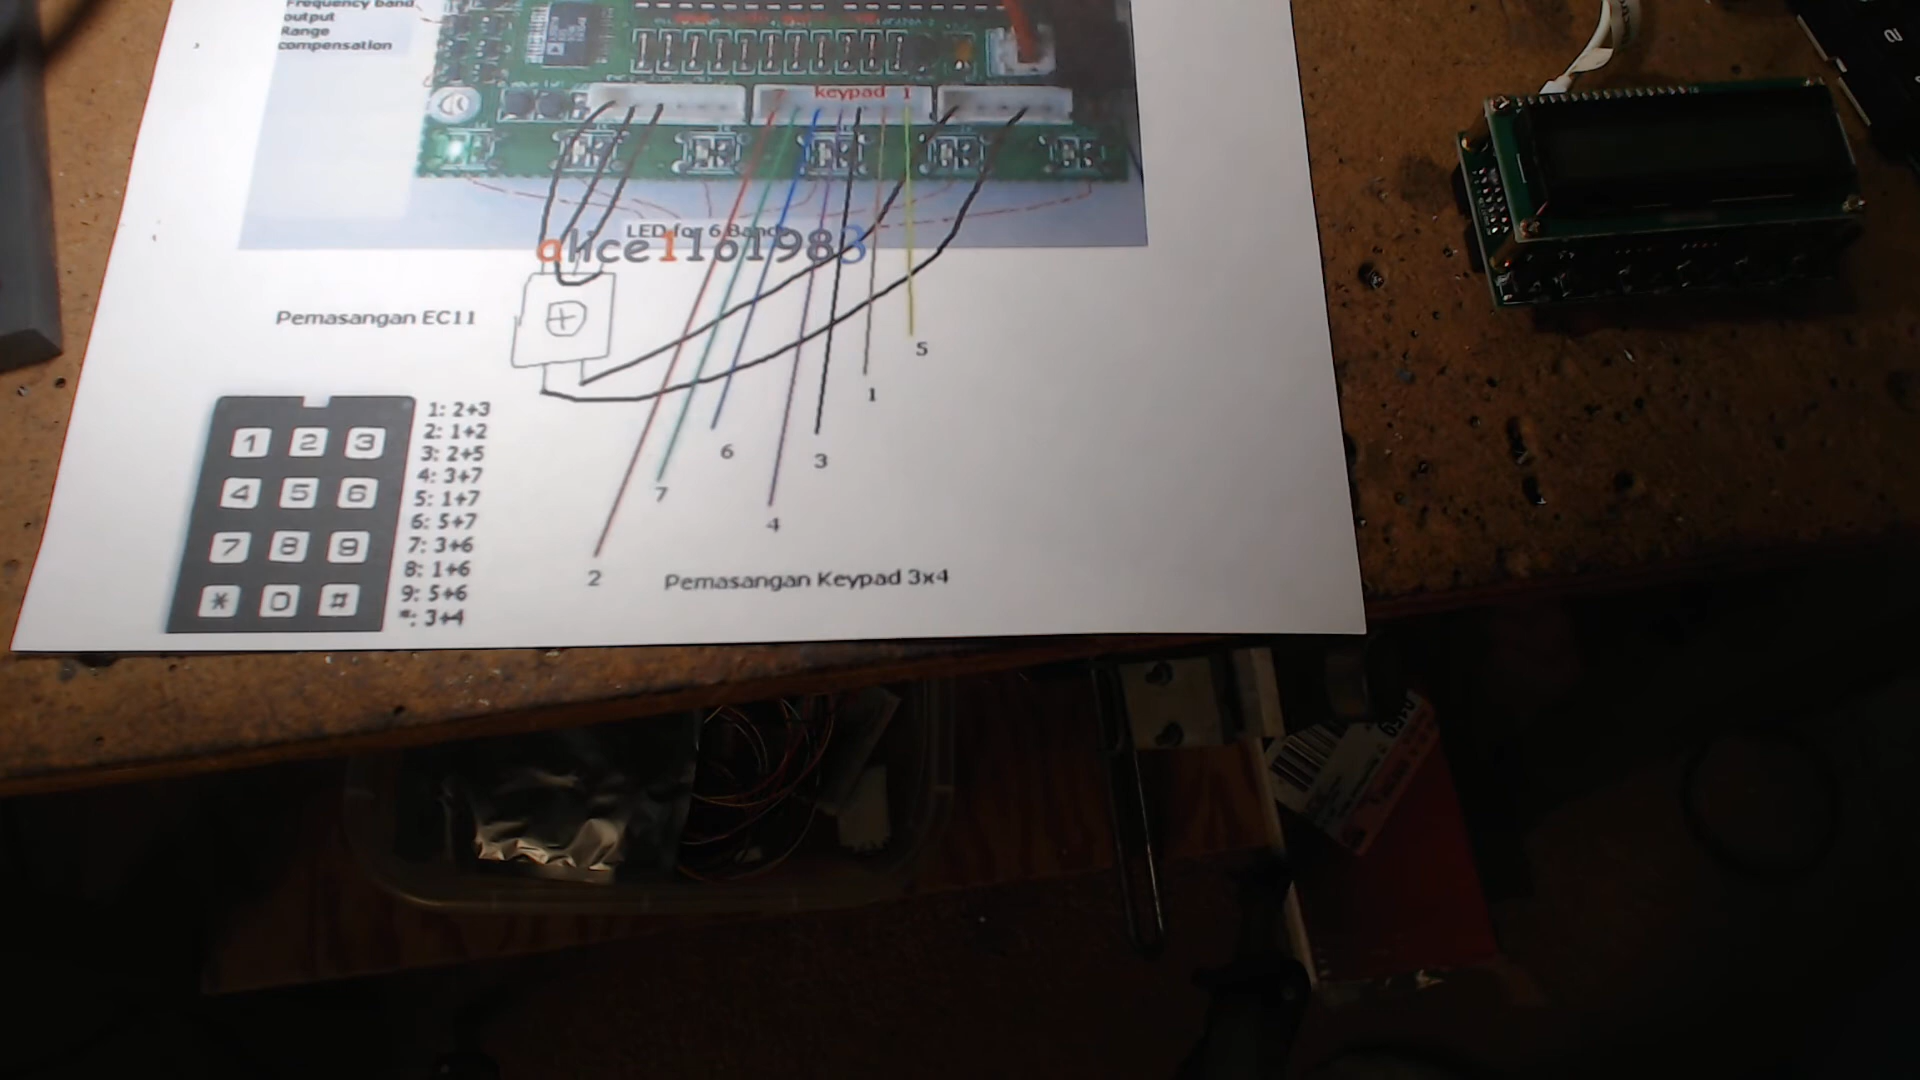 Frequency band
output
Range
compensation
keypad 1
LED for 6 Bands
alice1161983
Pemasangan EC11
5
1
6
3
7
4
2
Pemasangan Keypad 3x4
1 2 3
4 5 6
7 8 9
* 0 #
1: 2+3
2: 1+2
3: 2+5
4: 3+7
5: 1+7
6: 5+7
7: 3+6
8: 1+6
9: 5+6
*: 3+4